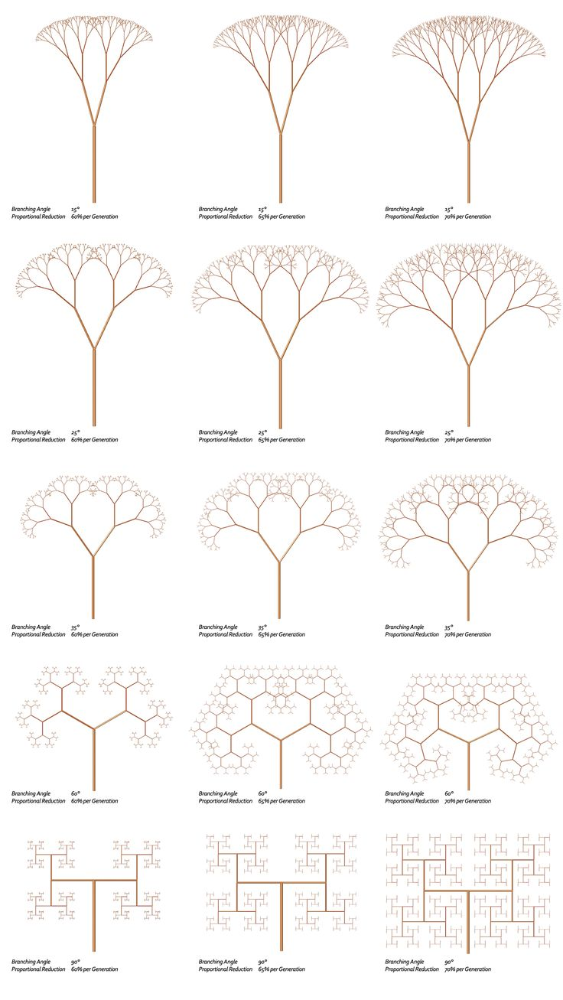 Branching Angle 15°
Proportional Reduction 60% per Generation
Branching Angle 15°
Proportional Reduction 65% per Generation
Branching Angle 15°
Proportional Reduction 70% per Generation
Branching Angle 25°
Proportional Reduction 60% per Generation
Branching Angle 25°
Proportional Reduction 65% per Generation
Branching Angle 25°
Proportional Reduction 70% per Generation
Branching Angle 35°
Proportional Reduction 60% per Generation
Branching Angle 35°
Proportional Reduction 65% per Generation
Branching Angle 35°
Proportional Reduction 70% per Generation
Branching Angle 60°
Proportional Reduction 60% per Generation
Branching Angle 60°
Proportional Reduction 65% per Generation
Branching Angle 60°
Proportional Reduction 70% per Generation
Branching Angle 90°
Proportional Reduction 60% per Generation
Branching Angle 90°
Proportional Reduction 65% per Generation
Branching Angle 90°
Proportional Reduction 70% per Generation